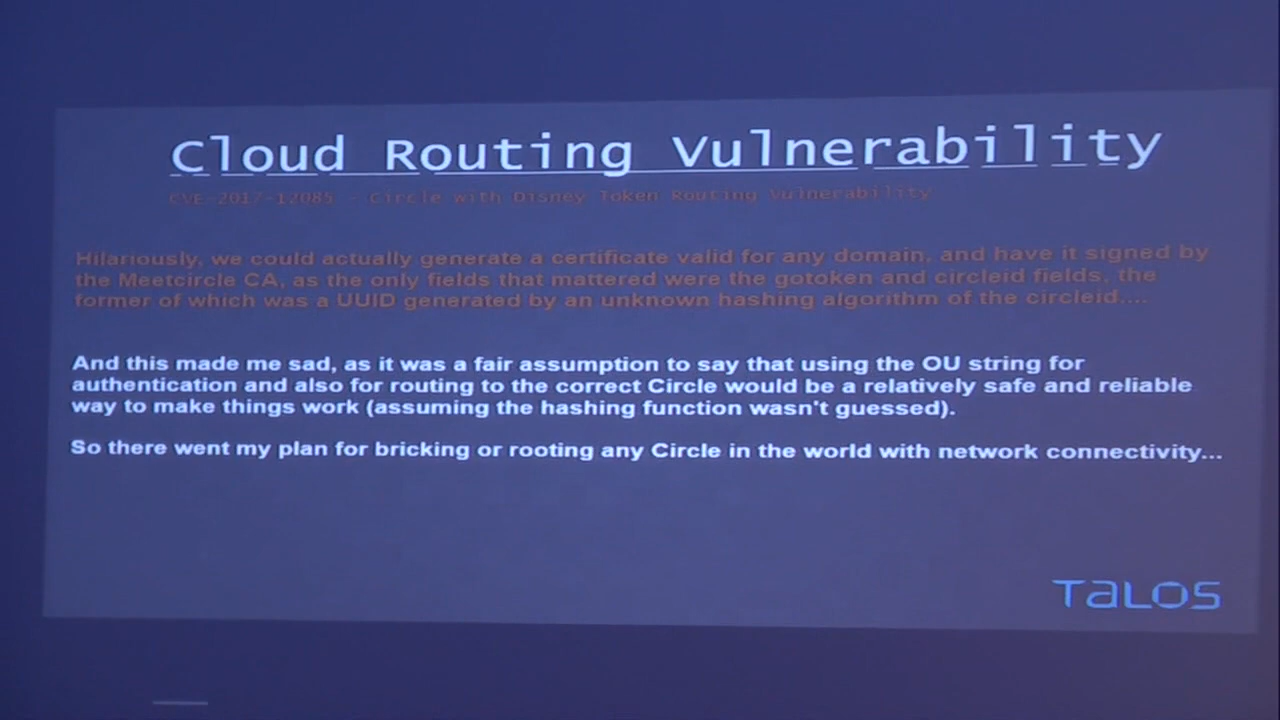 Cloud Routing Vulnerability
CVE-2017-12085 - Circle with Disney Token Routing Vulnerability
Hilariously, we could actually generate a certificate valid for any domain, and have it signed by
the Meetcircle CA, as the only fields that mattered were the gotoken and circleid fields, the
former of which was a UUID generated by an unknown hashing algorithm of the circleid....
And this made me sad, as it was a fair assumption to say that using the OU string for
authentication and also for routing to the correct Circle would be a relatively safe and reliable
way to make things work (assuming the hashing function wasn't guessed).
So there went my plan for bricking or rooting any Circle in the world with network connectivity...
TALOS